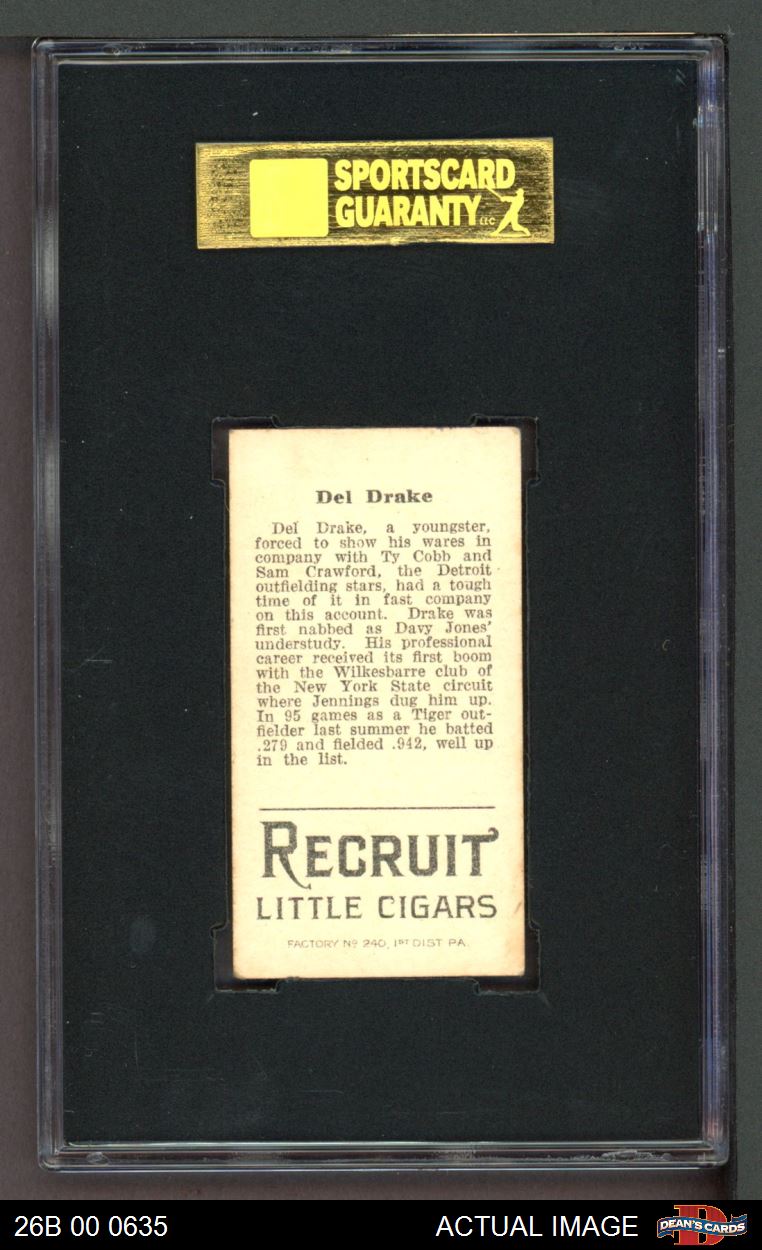 SPORTSCARD
GUARANTY LLC
Del Drake
Del Drake, a youngster,
forced to show his wares in
company with Ty Cobb and
Sam Crawford, the Detroit
outfielding stars, had a tough
time of it in fast company
on this account. Drake was
first nabbed as Davy Jones'
understudy. His professional
career received its first boom
with the Wilkesbarre club of
the New York State circuit
where Jennings dug him up.
In 95 games as a Tiger out-
fielder last summer he batted
.279 and fielded .942, well up
in the list.
RECRUIT
LITTLE CIGARS
FACTORY Nº 240, 1ST DIST PA.
26B 00 0635
ACTUAL IMAGE
DEAN'S CARDS